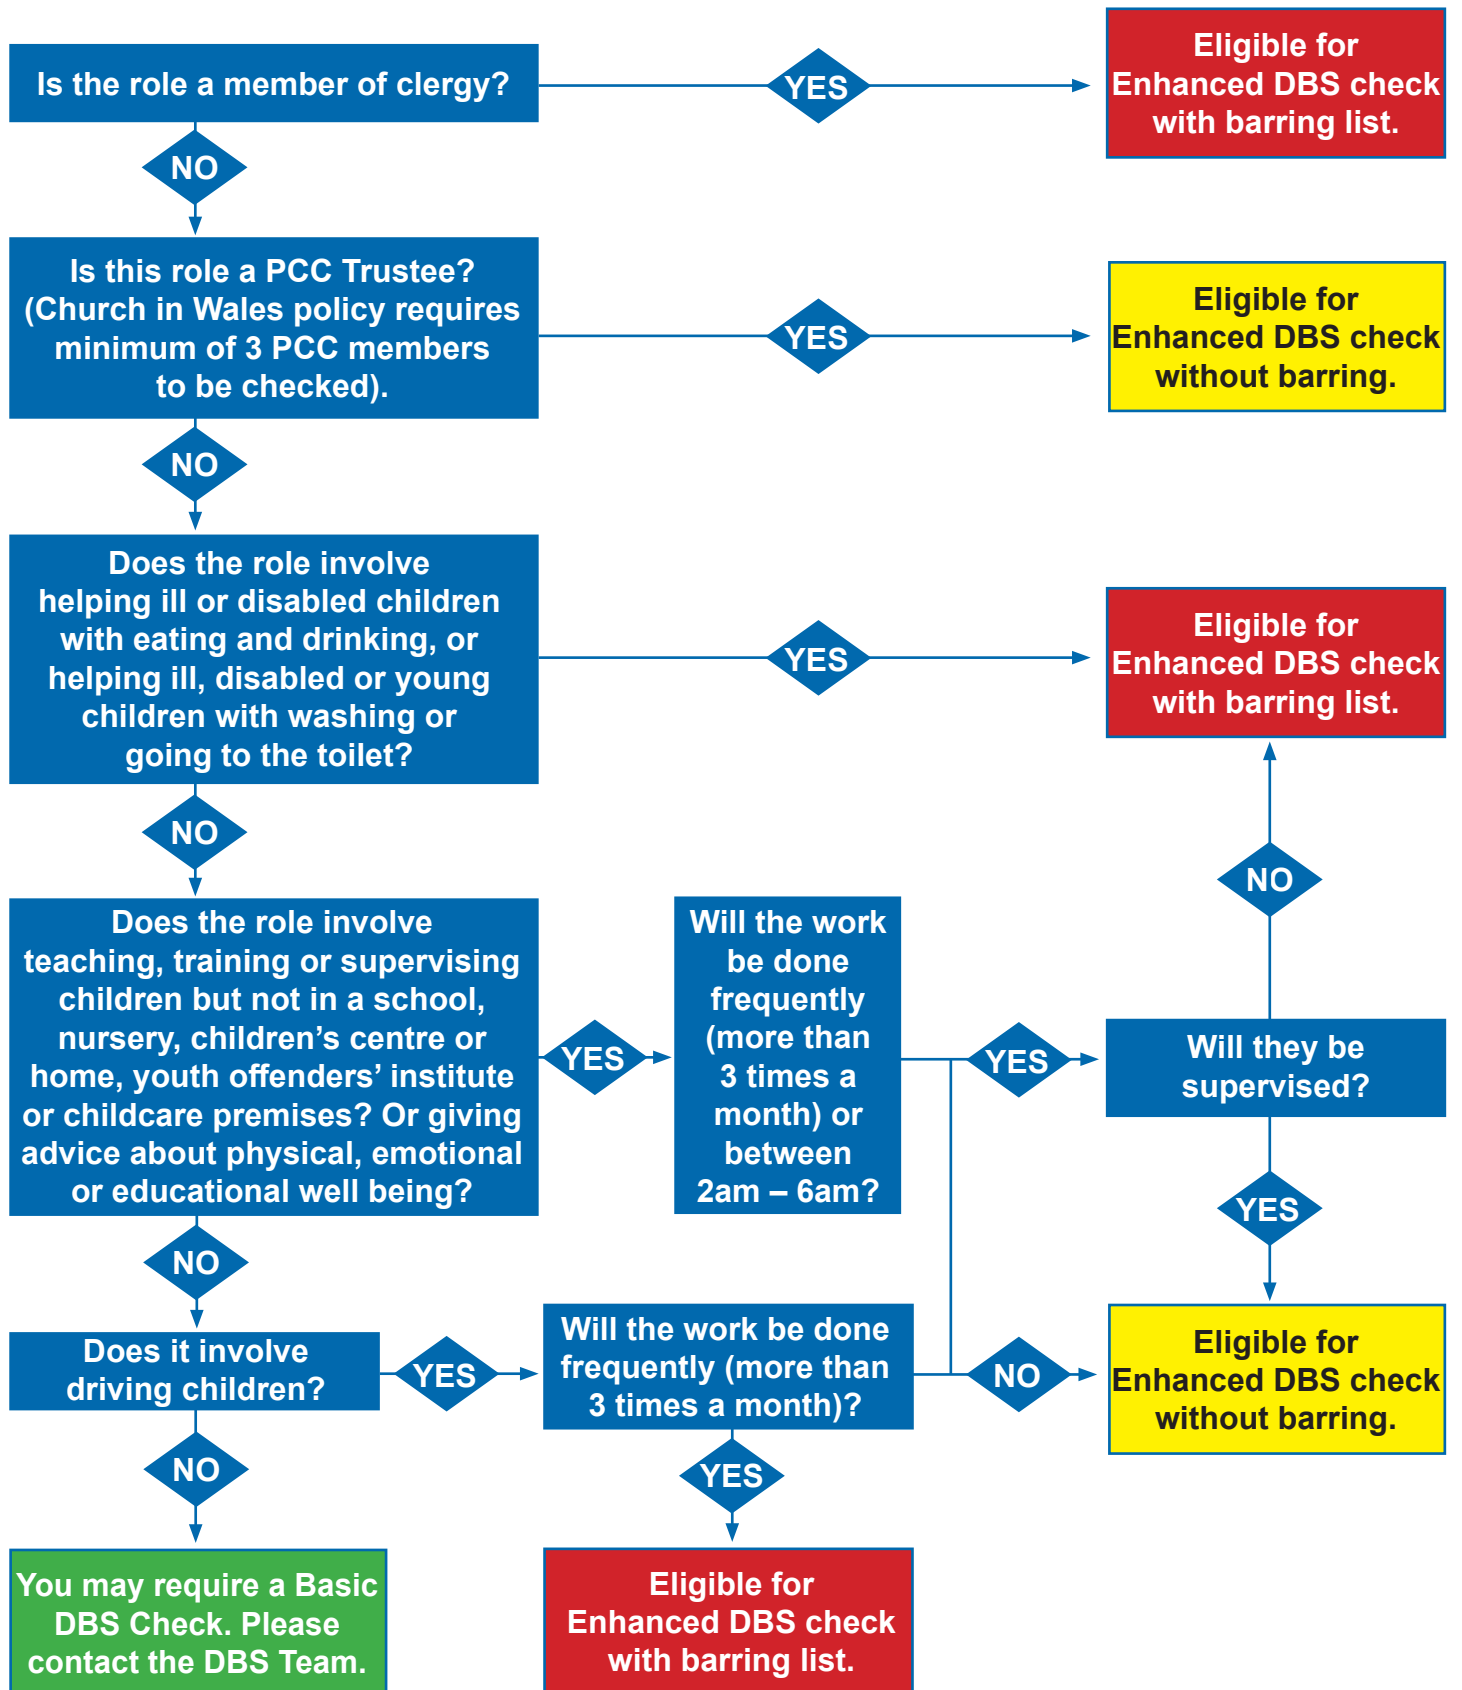 Is the role a member of clergy?
YES
Eligible for
Enhanced DBS check
with barring list.
NO
Is this role a PCC Trustee?
(Church in Wales policy requires
minimum of 3 PCC members
to be checked).
YES
Eligible for
Enhanced DBS check
without barring.
NO
Does the role involve
helping ill or disabled children
with eating and drinking, or
helping ill, disabled or young
children with washing or
going to the toilet?
YES
Eligible for
Enhanced DBS check
with barring list.
NO
NO
Does the role involve
teaching, training or supervising
children but not in a school,
nursery, children’s centre or
home, youth offenders’ institute
or childcare premises? Or giving
advice about physical, emotional
or educational well being?
YES
Will the work
be done
frequently
(more than
3 times a
month) or
between
2am – 6am?
YES
Will they be
supervised?
YES
NO
Does it involve
driving children?
YES
Will the work be done
frequently (more than
3 times a month)?
NO
Eligible for
Enhanced DBS check
without barring.
NO
YES
You may require a Basic
DBS Check. Please
contact the DBS Team.
Eligible for
Enhanced DBS check
with barring list.